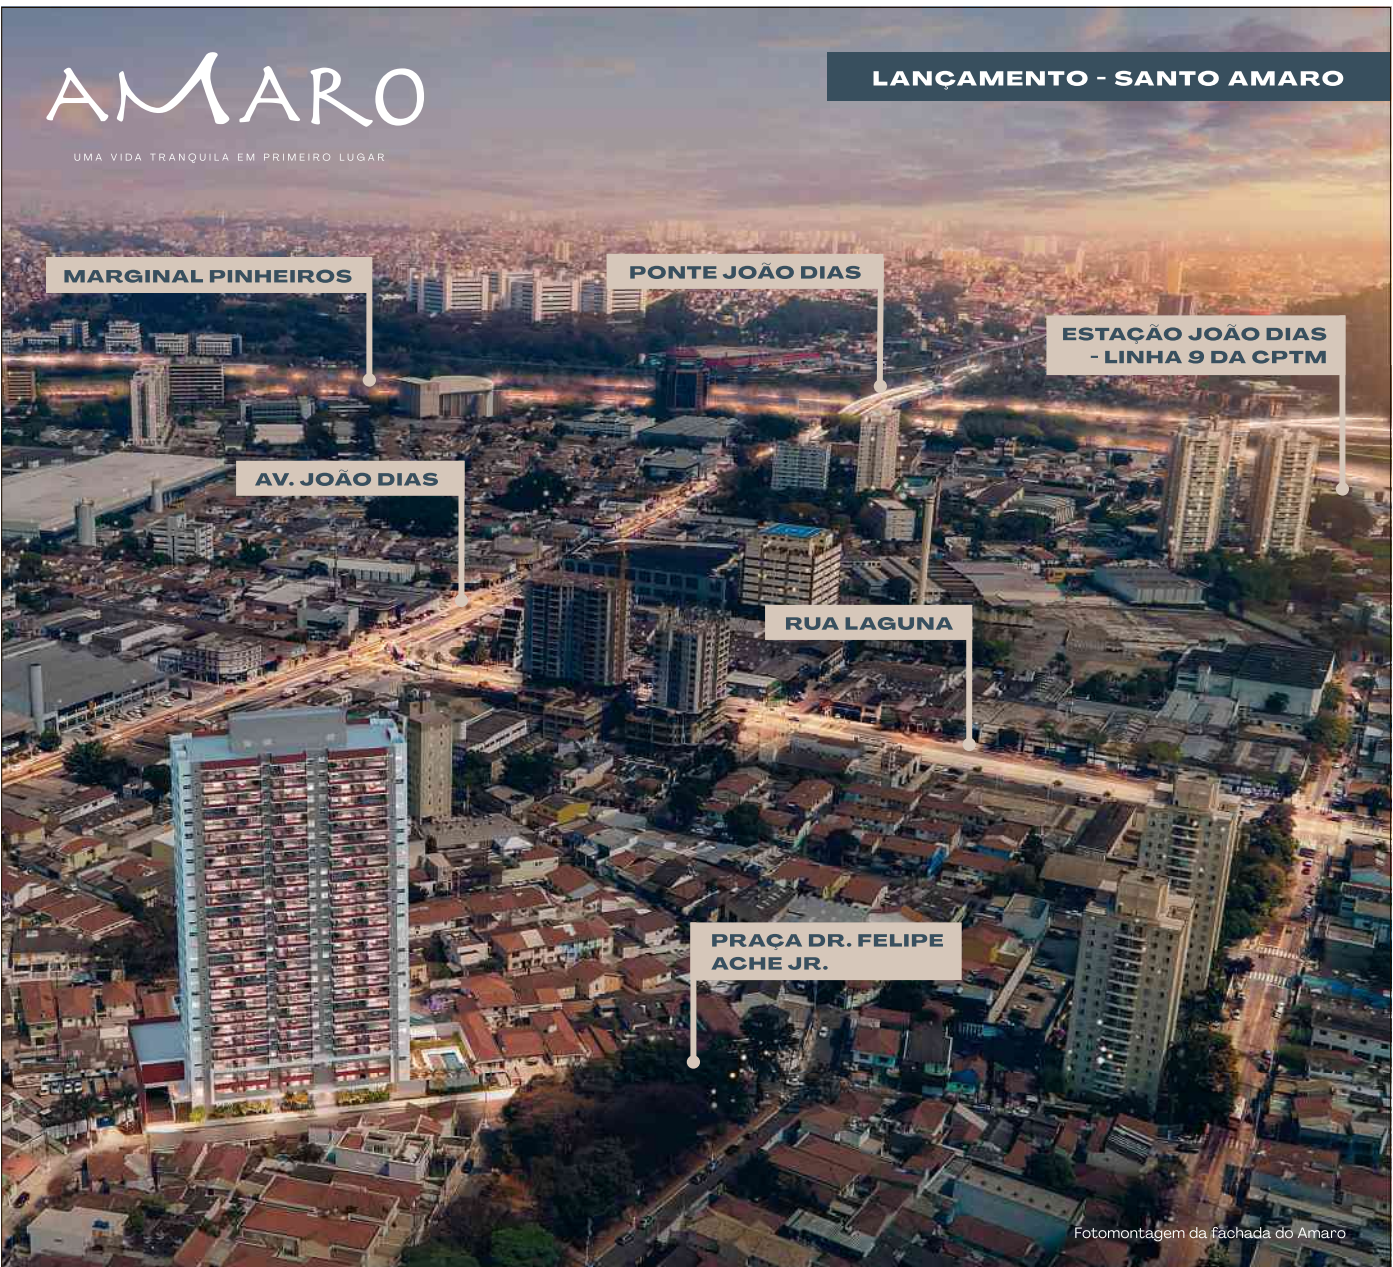 AMARO
UMA VIDA TRANQUILA EM PRIMEIRO LUGAR
LANÇAMENTO - SANTO AMARO
MARGINAL PINHEIROS
PONTE JOÃO DIAS
ESTAÇÃO JOÃO DIAS
- LINHA 9 DA CPTM
AV. JOÃO DIAS
RUA LAGUNA
PRAÇA DR. FELIPE
ACHE JR.
Fotomontagem da fachada do Amaro